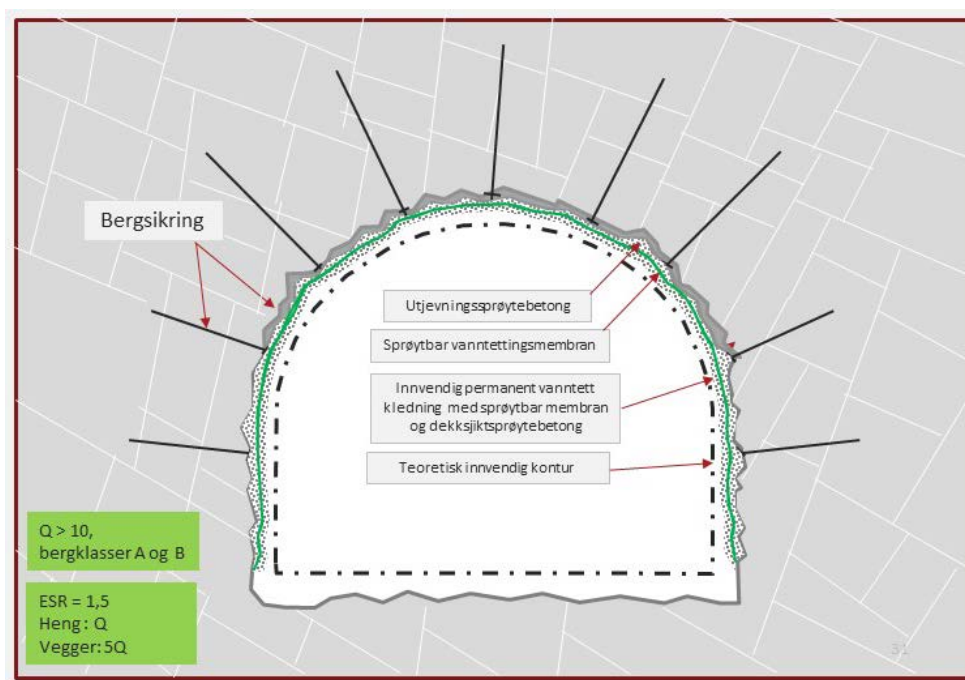 Bergsikring
Utjevningssprøytebetong
Sprøytbar vanntettingsmembran
Innvendig permanent vanntett
kledning med sprøytbar membran
og dekksjiktsprøytebetong
Teoretisk innvendig kontur
Q > 10,
bergklasser A og B
ESR = 1,5
Heng : Q
Vegger: 5Q
31